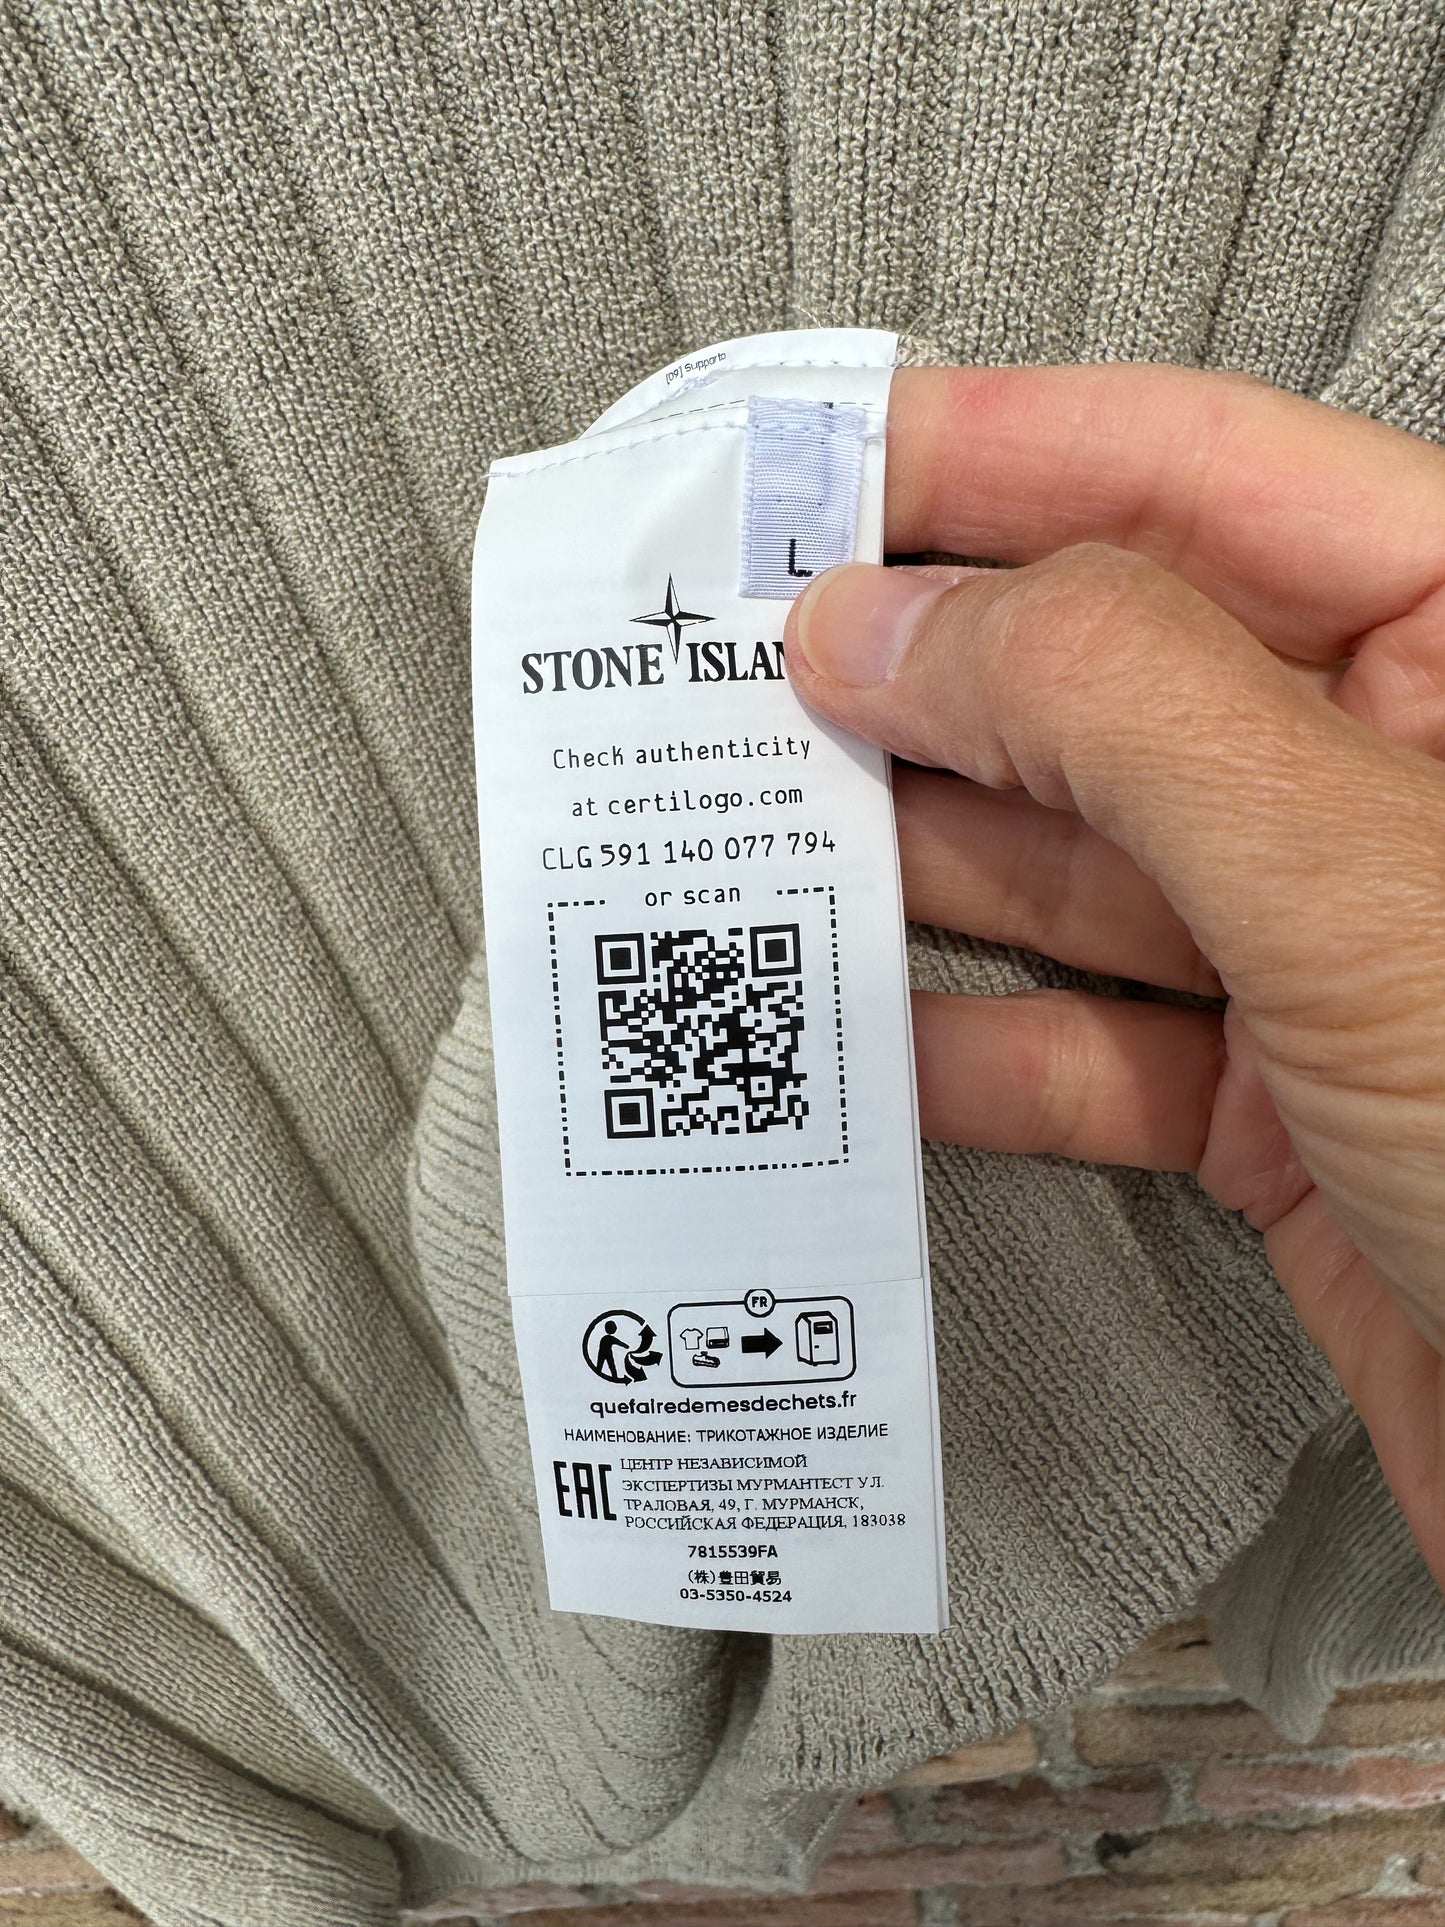 [09] Supporto
L
STONE ISLAN
Check authenticity
at certilogo.com
CLG 591 140 077 794
or scan
FR
quefairedemesdechets.fr
НАИМЕНОВАНИЕ: ТРИКОТАЖНОЕ ИЗДЕЛИЕ
EAC
ЦЕНТР НЕЗАВИСИМОЙ
ЭКСПЕРТИЗЫ МУРМАНТЕСТ УЛ.
ТРАЛОВАЯ, 49, Г. МУРМАНСК,
РОССИЙСКАЯ ФЕДЕРАЦИЯ, 183038
7815539FA
(株)豊田貿易
03-5350-4524